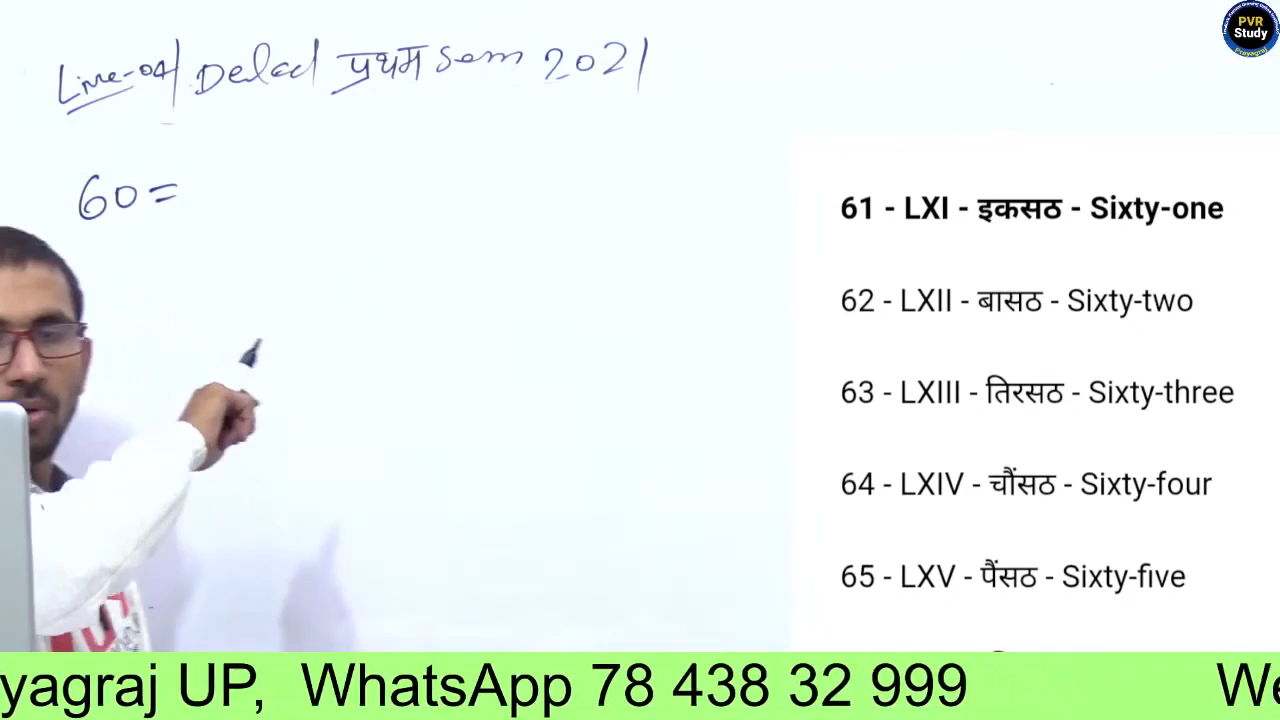 Live-04 Deled प्रथम Sem 2021
60=
PVR
Study
Prayagraj
61 - LXI - इकसठ - Sixty-one
62 - LXII - बासठ - Sixty-two
63 - LXIII - तिरसठ - Sixty-three
64 - LXIV - चौंसठ - Sixty-four
65 - LXV - पैंसठ - Sixty-five
yagraj UP, WhatsApp 78 438 32 999 We